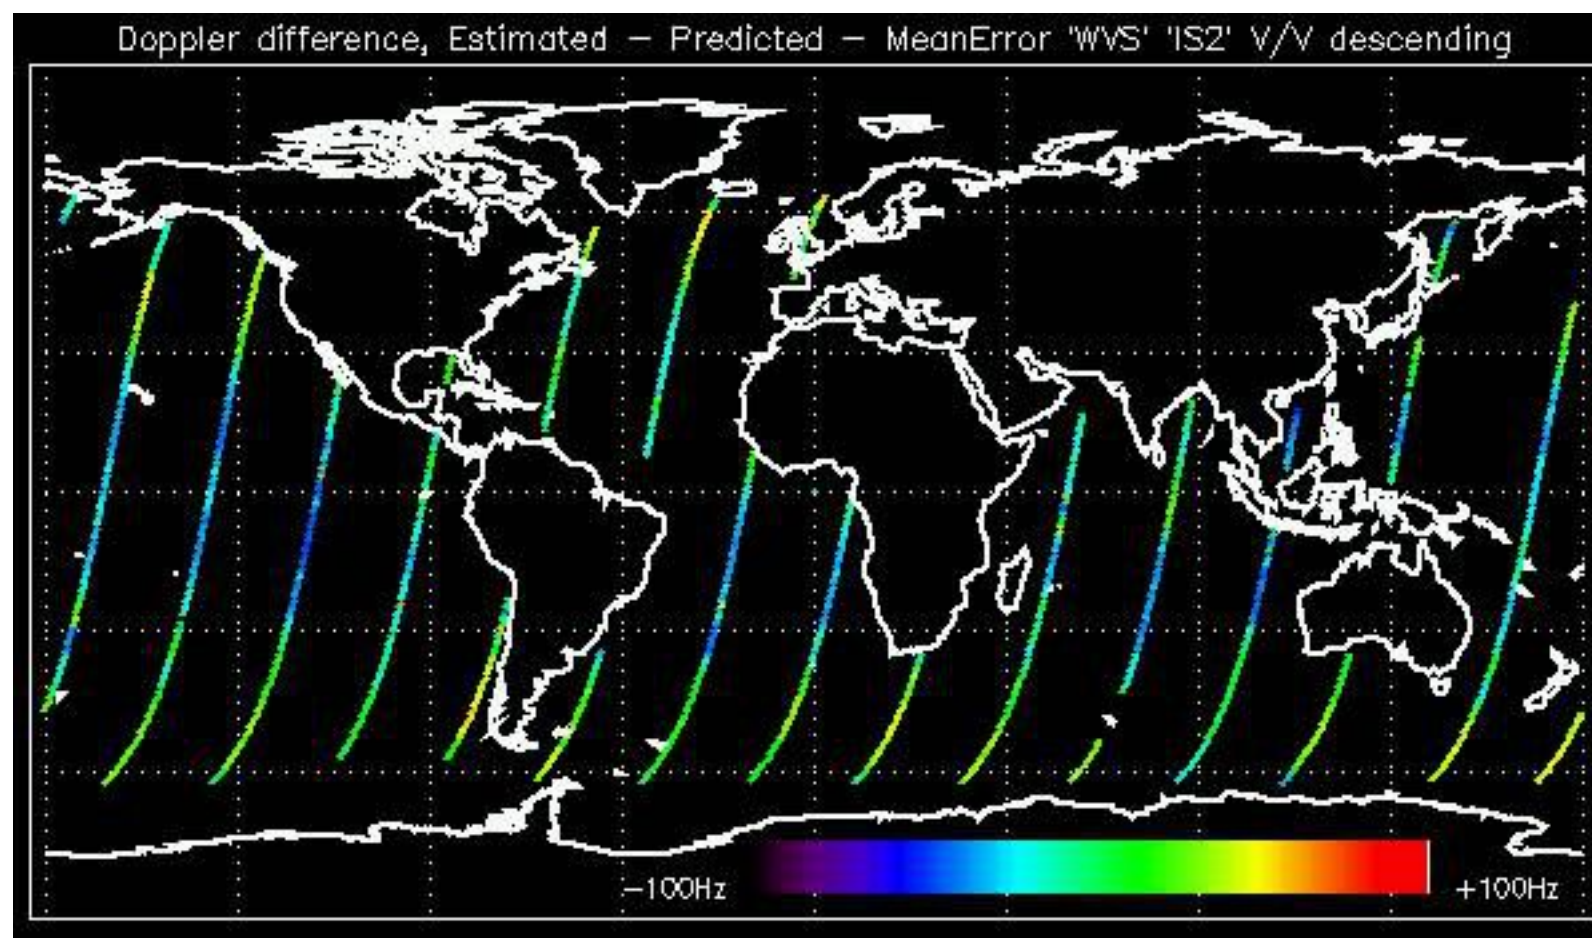 Doppler difference, Estimated – Predicted – MeanError 'WVS' 'IS2' V/V descending
–100Hz +100Hz